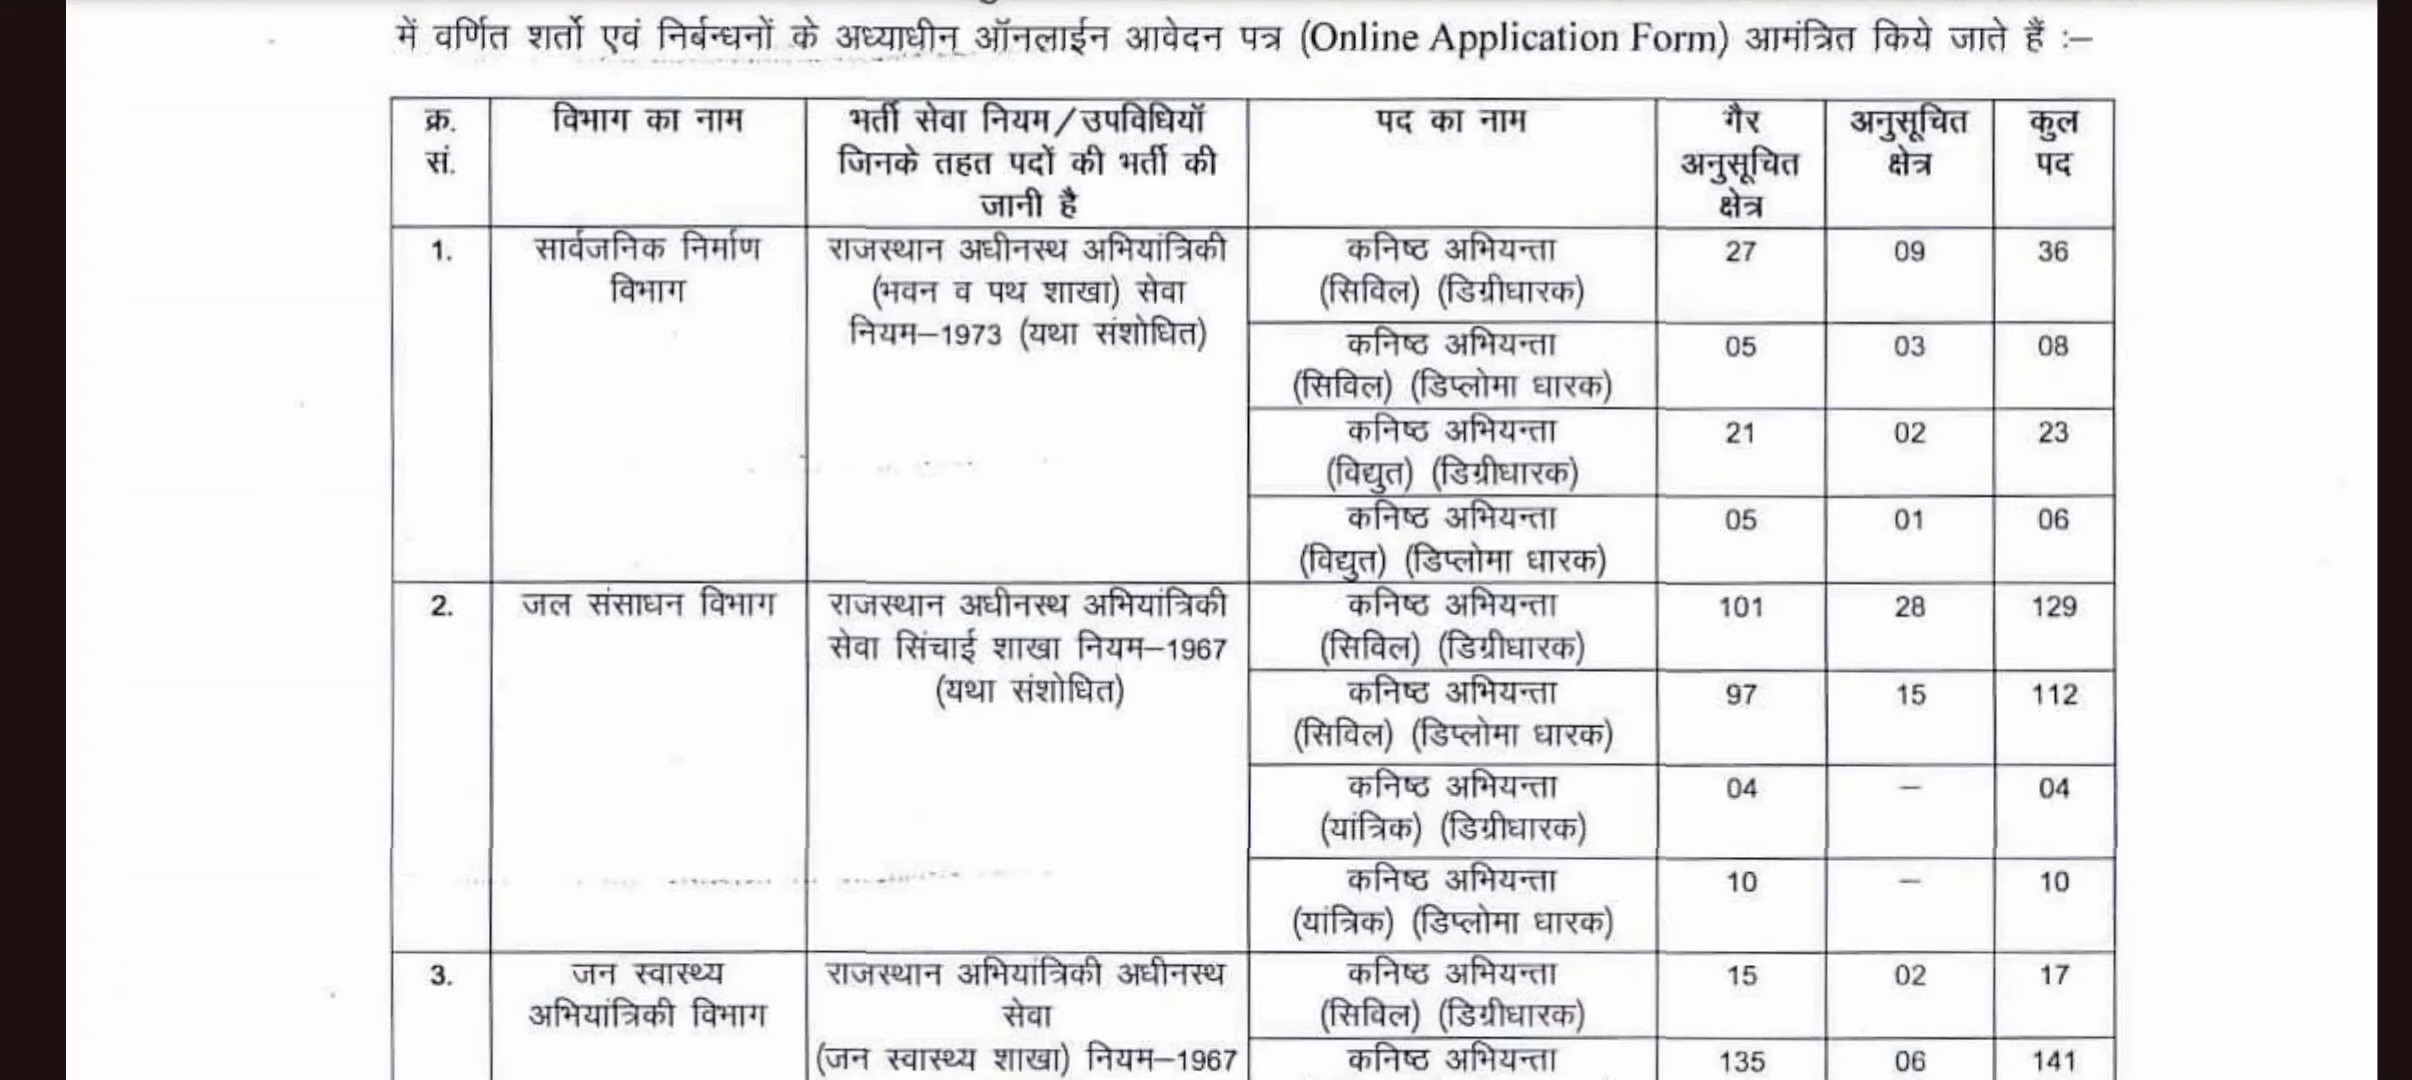 में वर्णित शर्तो एवं निर्बन्धनों के अध्याधीन ऑनलाईन आवेदन पत्र (Online Application Form) आमंत्रित किये जाते हैं :–
क्र. सं. विभाग का नाम भर्ती सेवा नियम/उपविधियॉ जिनके तहत पदों की भर्ती की जानी है पद का नाम गैर अनुसूचित क्षेत्र अनुसूचित क्षेत्र कुल पद
1. सार्वजनिक निर्माण विभाग राजस्थान अधीनस्थ अभियांत्रिकी (भवन व पथ शाखा) सेवा नियम–1973 (यथा संशोधित) कनिष्ठ अभियन्ता (सिविल) (डिग्रीधारक) 27 09 36
कनिष्ठ अभियन्ता (सिविल) (डिप्लोमा धारक) 05 03 08
कनिष्ठ अभियन्ता (विद्युत) (डिग्रीधारक) 21 02 23
कनिष्ठ अभियन्ता (विद्युत) (डिप्लोमा धारक) 05 01 06
2. जल संसाधन विभाग राजस्थान अधीनस्थ अभियांत्रिकी सेवा सिंचाई शाखा नियम–1967 (यथा संशोधित) कनिष्ठ अभियन्ता (सिविल) (डिग्रीधारक) 101 28 129
कनिष्ठ अभियन्ता (सिविल) (डिप्लोमा धारक) 97 15 112
कनिष्ठ अभियन्ता (यांत्रिक) (डिग्रीधारक) 04 – 04
कनिष्ठ अभियन्ता (यांत्रिक) (डिप्लोमा धारक) 10 – 10
3. जन स्वास्थ्य अभियांत्रिकी विभाग राजस्थान अभियांत्रिकी अधीनस्थ सेवा (जन स्वास्थ्य शाखा) नियम–1967 कनिष्ठ अभियन्ता (सिविल) (डिग्रीधारक) 15 02 17
कनिष्ठ अभियन्ता 135 06 141